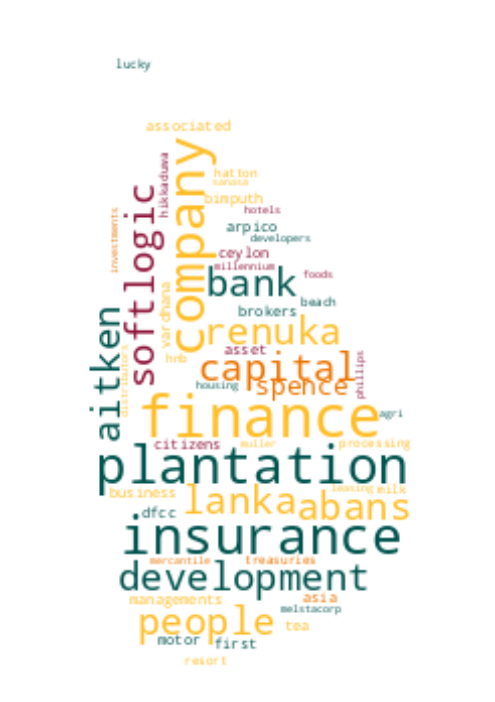 lucky
associated
company
hikkaduwa
hatton
sanasa
bimputh
softlogic
investments
hotels
arpico
developers
ceylon
millennium
foods
bank
vardhana
beach
brokers
aitken
renuka
distributors
asset
hnb
capital
phillips
housing
spence
finance
agri
citizens
muller
processing
plantation
business
leasing
milk
lanka
abans
dfcc
insurance
mercantile
treasuries
development
managements
asia
melstacorp
people
tea
motor
first
resort